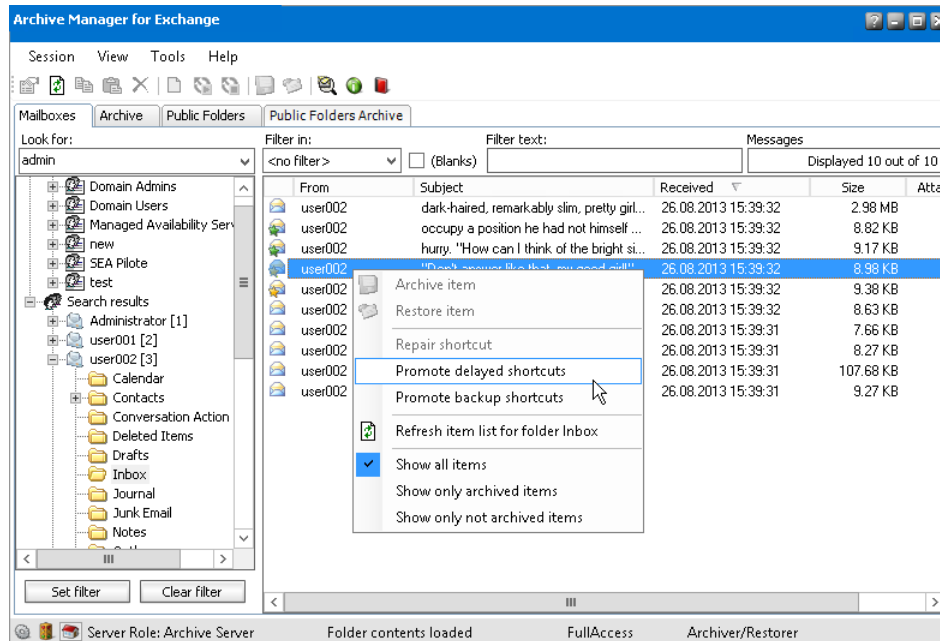 Archive Manager for Exchange
Session View Tools Help
Mailboxes Archive Public Folders Public Folders Archive
Look for: Filter in: Filter text: Messages
admin <no filter> (Blanks) Displayed 10 out of 10
From Subject Received Size Atta
Domain Admins
Domain Users
Managed Availability Serv
new
SEA Pilote
test
Search results
Administrator [1]
user001 [2]
user002 [3]
Calendar
Contacts
Conversation Action
Deleted Items
Drafts
Inbox
Journal
Junk Email
Notes
user002 dark-haired, remarkably slim, pretty girl... 26.08.2013 15:39:32 2.98 MB
user002 occupy a position he had not himself ... 26.08.2013 15:39:32 8.82 KB
user002 hurry. "How can I think of the bright si... 26.08.2013 15:39:32 9.17 KB
user002 "Don't answer like that, my good girl!" 26.08.2013 15:39:32 8.98 KB
user002 26.08.2013 15:39:32 9.38 KB
user002 26.08.2013 15:39:32 8.63 KB
user002 26.08.2013 15:39:31 7.66 KB
user002 26.08.2013 15:39:31 8.27 KB
user002 26.08.2013 15:39:31 107.68 KB
user002 26.08.2013 15:39:31 9.27 KB
Archive item
Restore item
Repair shortcut
Promote delayed shortcuts
Promote backup shortcuts
Refresh item list for folder Inbox
Show all items
Show only archived items
Show only not archived items
Set filter Clear filter
Server Role: Archive Server Folder contents loaded FullAccess Archiver/Restorer